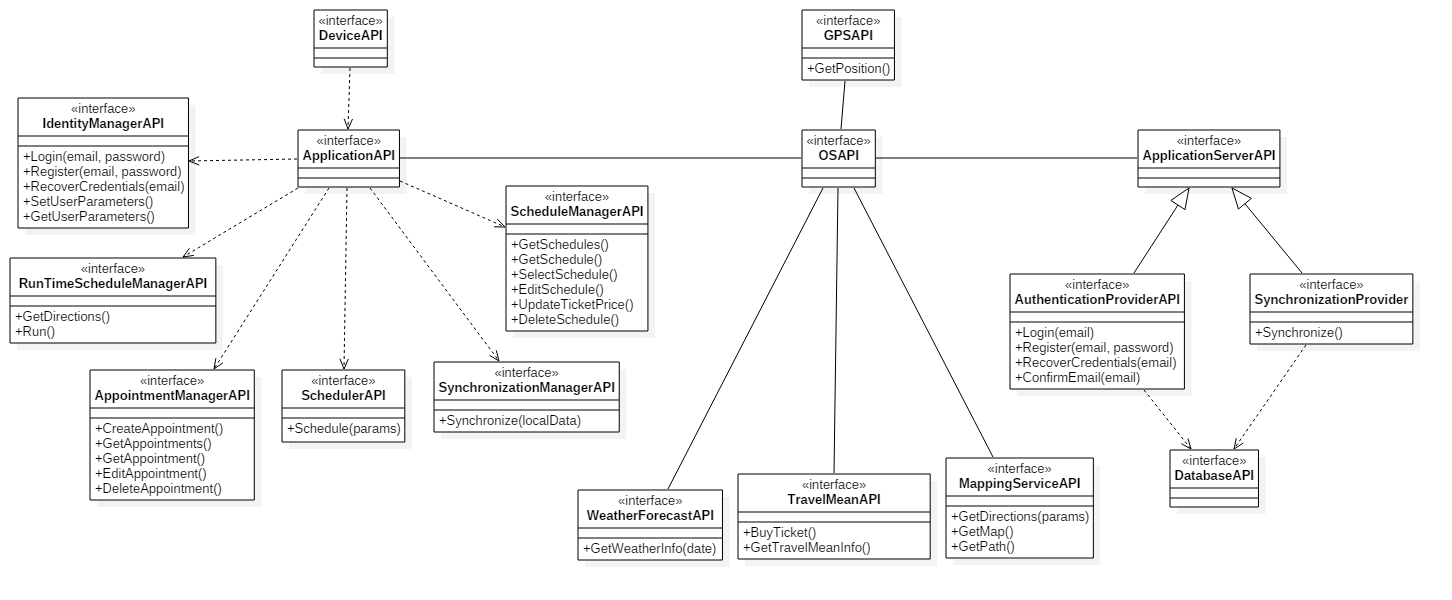 «interface»
DeviceAPI
«interface»
GPSAPI
+GetPosition()
«interface»
IdentityManagerAPI
+Login(email, password)
+Register(email, password)
+RecoverCredentials(email)
+SetUserParameters()
+GetUserParameters()
«interface»
ApplicationAPI
«interface»
OSAPI
«interface»
ApplicationServerAPI
«interface»
ScheduleManagerAPI
+GetSchedules()
+GetSchedule()
+SelectSchedule()
+EditSchedule()
+UpdateTicketPrice()
+DeleteSchedule()
«interface»
RunTimeScheduleManagerAPI
+GetDirections()
+Run()
«interface»
AuthenticationProviderAPI
+Login(email)
+Register(email, password)
+RecoverCredentials(email)
+ConfirmEmail(email)
«interface»
SynchronizationProvider
+Synchronize()
«interface»
AppointmentManagerAPI
+CreateAppointment()
+GetAppointments()
+GetAppointment()
+EditAppointment()
+DeleteAppointment()
«interface»
SchedulerAPI
+Schedule(params)
«interface»
SynchronizationManagerAPI
+Synchronize(localData)
«interface»
WeatherForecastAPI
+GetWeatherInfo(date)
«interface»
TravelMeanAPI
+BuyTicket()
+GetTravelMeanInfo()
«interface»
MappingServiceAPI
+GetDirections(params)
+GetMap()
+GetPath()
«interface»
DatabaseAPI